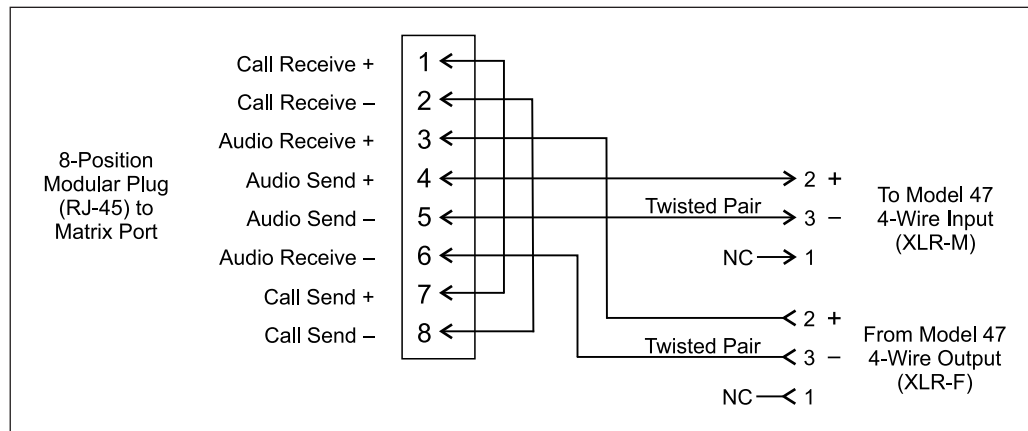 8-Position
Modular Plug
(RJ-45) to
Matrix Port
Call Receive +
Call Receive –
Audio Receive +
Audio Send +
Audio Send –
Audio Receive –
Call Send +
Call Send –
1
2
3
4
5
6
7
8
Twisted Pair
2 +
3 –
NC 1
To Model 47
4-Wire Input
(XLR-M)
Twisted Pair
2 +
3 –
NC 1
From Model 47
4-Wire Output
(XLR-F)